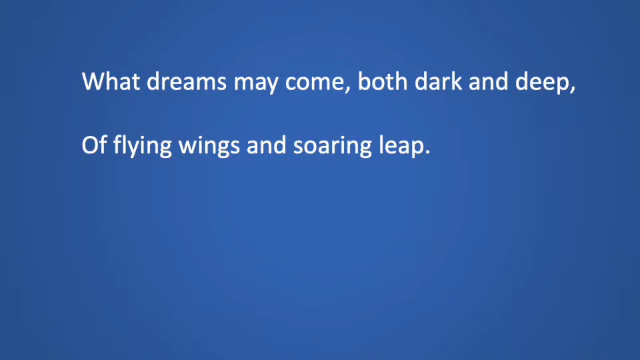 What dreams may come, both dark and deep,
Of flying wings and soaring leap.